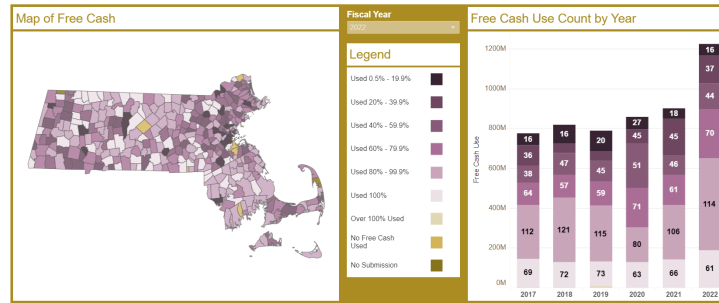 Map of Free Cash
Fiscal Year
2022
Legend
Used 0.5% - 19.9%
Used 20% - 39.9%
Used 40% - 59.9%
Used 60% - 79.9%
Used 80% - 99.9%
Used 100%
Over 100% Used
No Free Cash
Used
No Submission
Free Cash Use Count by Year
Free Cash Use
1200M
1000M
800M
600M
400M
200M
0M
16
36
38
64
112
69
16
47
57
121
72
20
45
59
115
73
27
45
51
71
80
63
18
45
46
61
106
66
16
37
44
70
114
61
2017
2018
2019
2020
2021
2022